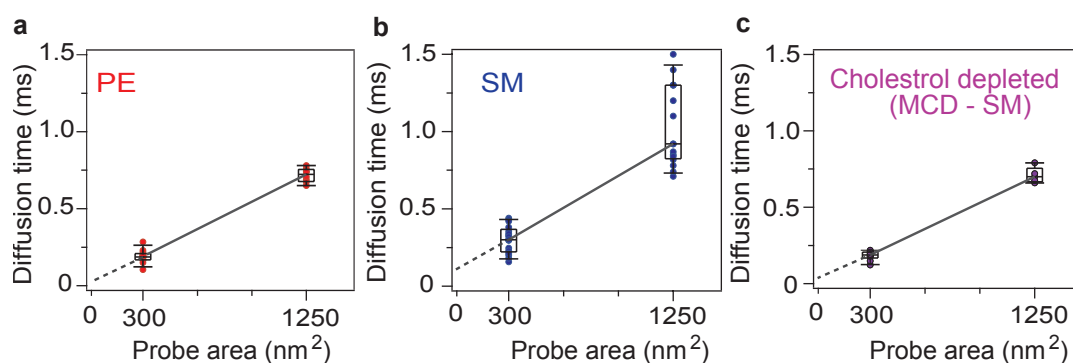 a
PE
Diffusion time (ms)
1.5
1.0
0.5
0
0
300
1250
Probe area (nm²)
b
SM
Diffusion time (ms)
1.5
1.0
0.5
0
0
300
1250
Probe area (nm²)
c
Cholestrol depleted
(MCD - SM)
Diffusion time (ms)
1.5
1.0
0.5
0
0
300
1250
Probe area (nm²)